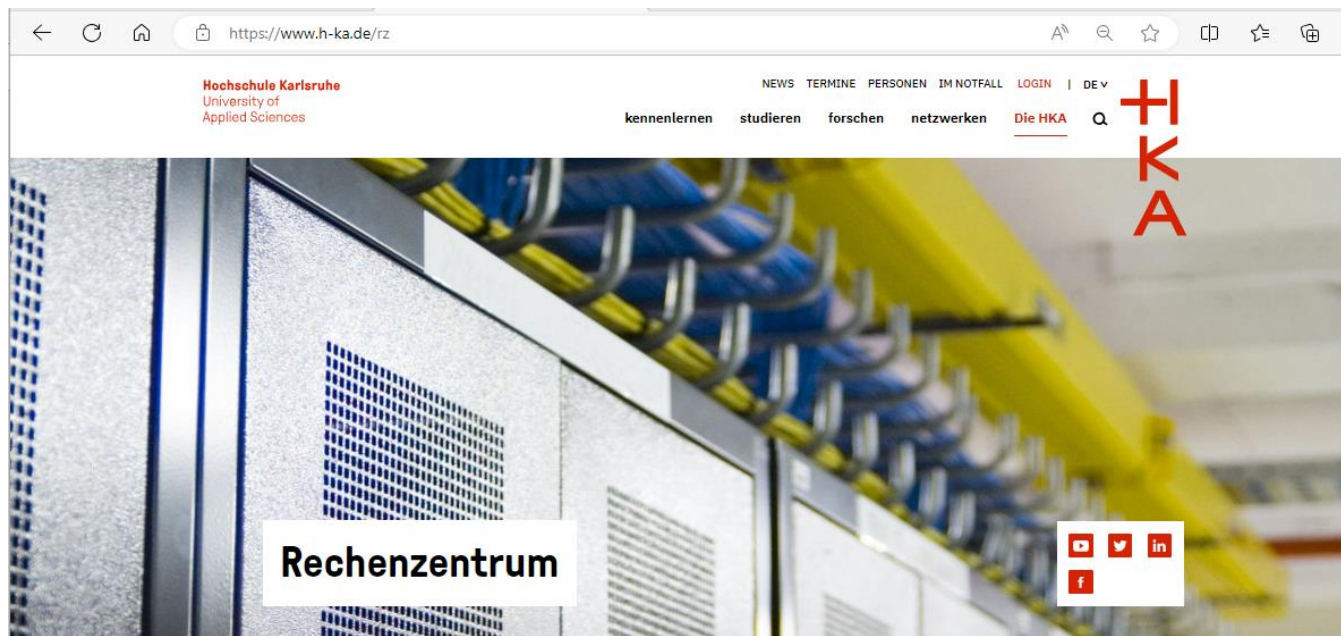 https://www.h-ka.de/rz
Hochschule Karlsruhe
University of
Applied Sciences
NEWS TERMINE PERSONEN IM NOTFALL LOGIN | DE
kennenlernen studieren forschen netzwerken Die HKA
HKA
Rechenzentrum